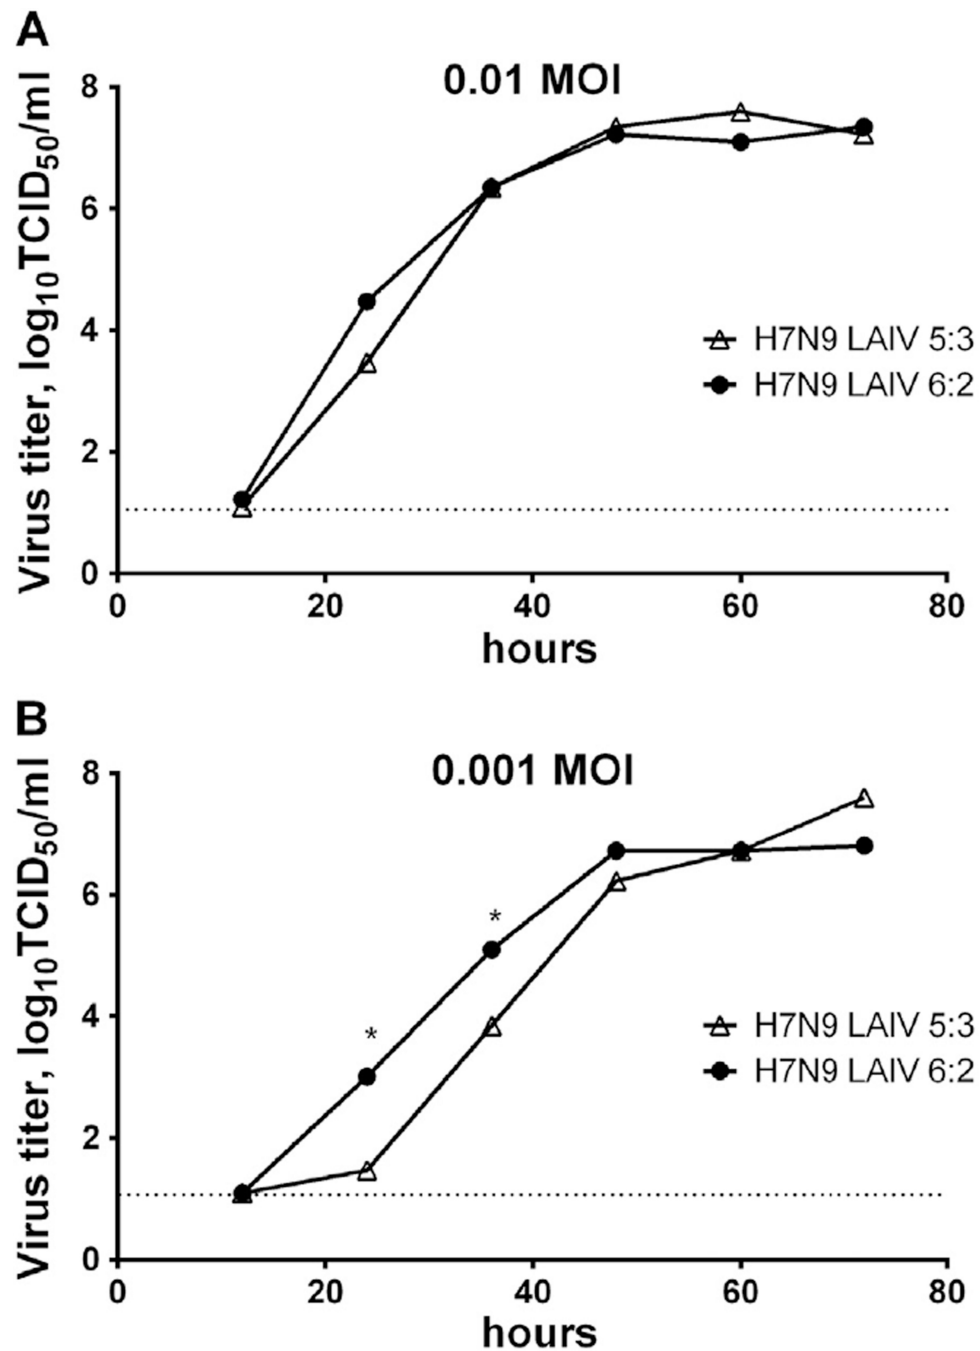 A
0.01 MOI
Virus titer, log₁₀TCID₅₀/ml
8
6
4
2
0
0 20 40 60 80
hours
H7N9 LAIV 5:3
H7N9 LAIV 6:2
B
0.001 MOI
Virus titer, log₁₀TCID₅₀/ml
8
6
*
4
*
2
0
0 20 40 60 80
hours
H7N9 LAIV 5:3
H7N9 LAIV 6:2